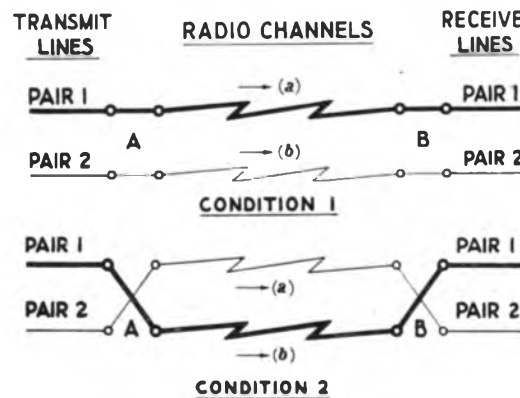 TRANSMIT LINES
RADIO CHANNELS
RECEIVE LINES
PAIR 1
(a)
PAIR 1
A
B
PAIR 2
(b)
PAIR 2
CONDITION 1
PAIR 1
PAIR 1
(a)
PAIR 2
A
B
PAIR 2
(b)
CONDITION 2